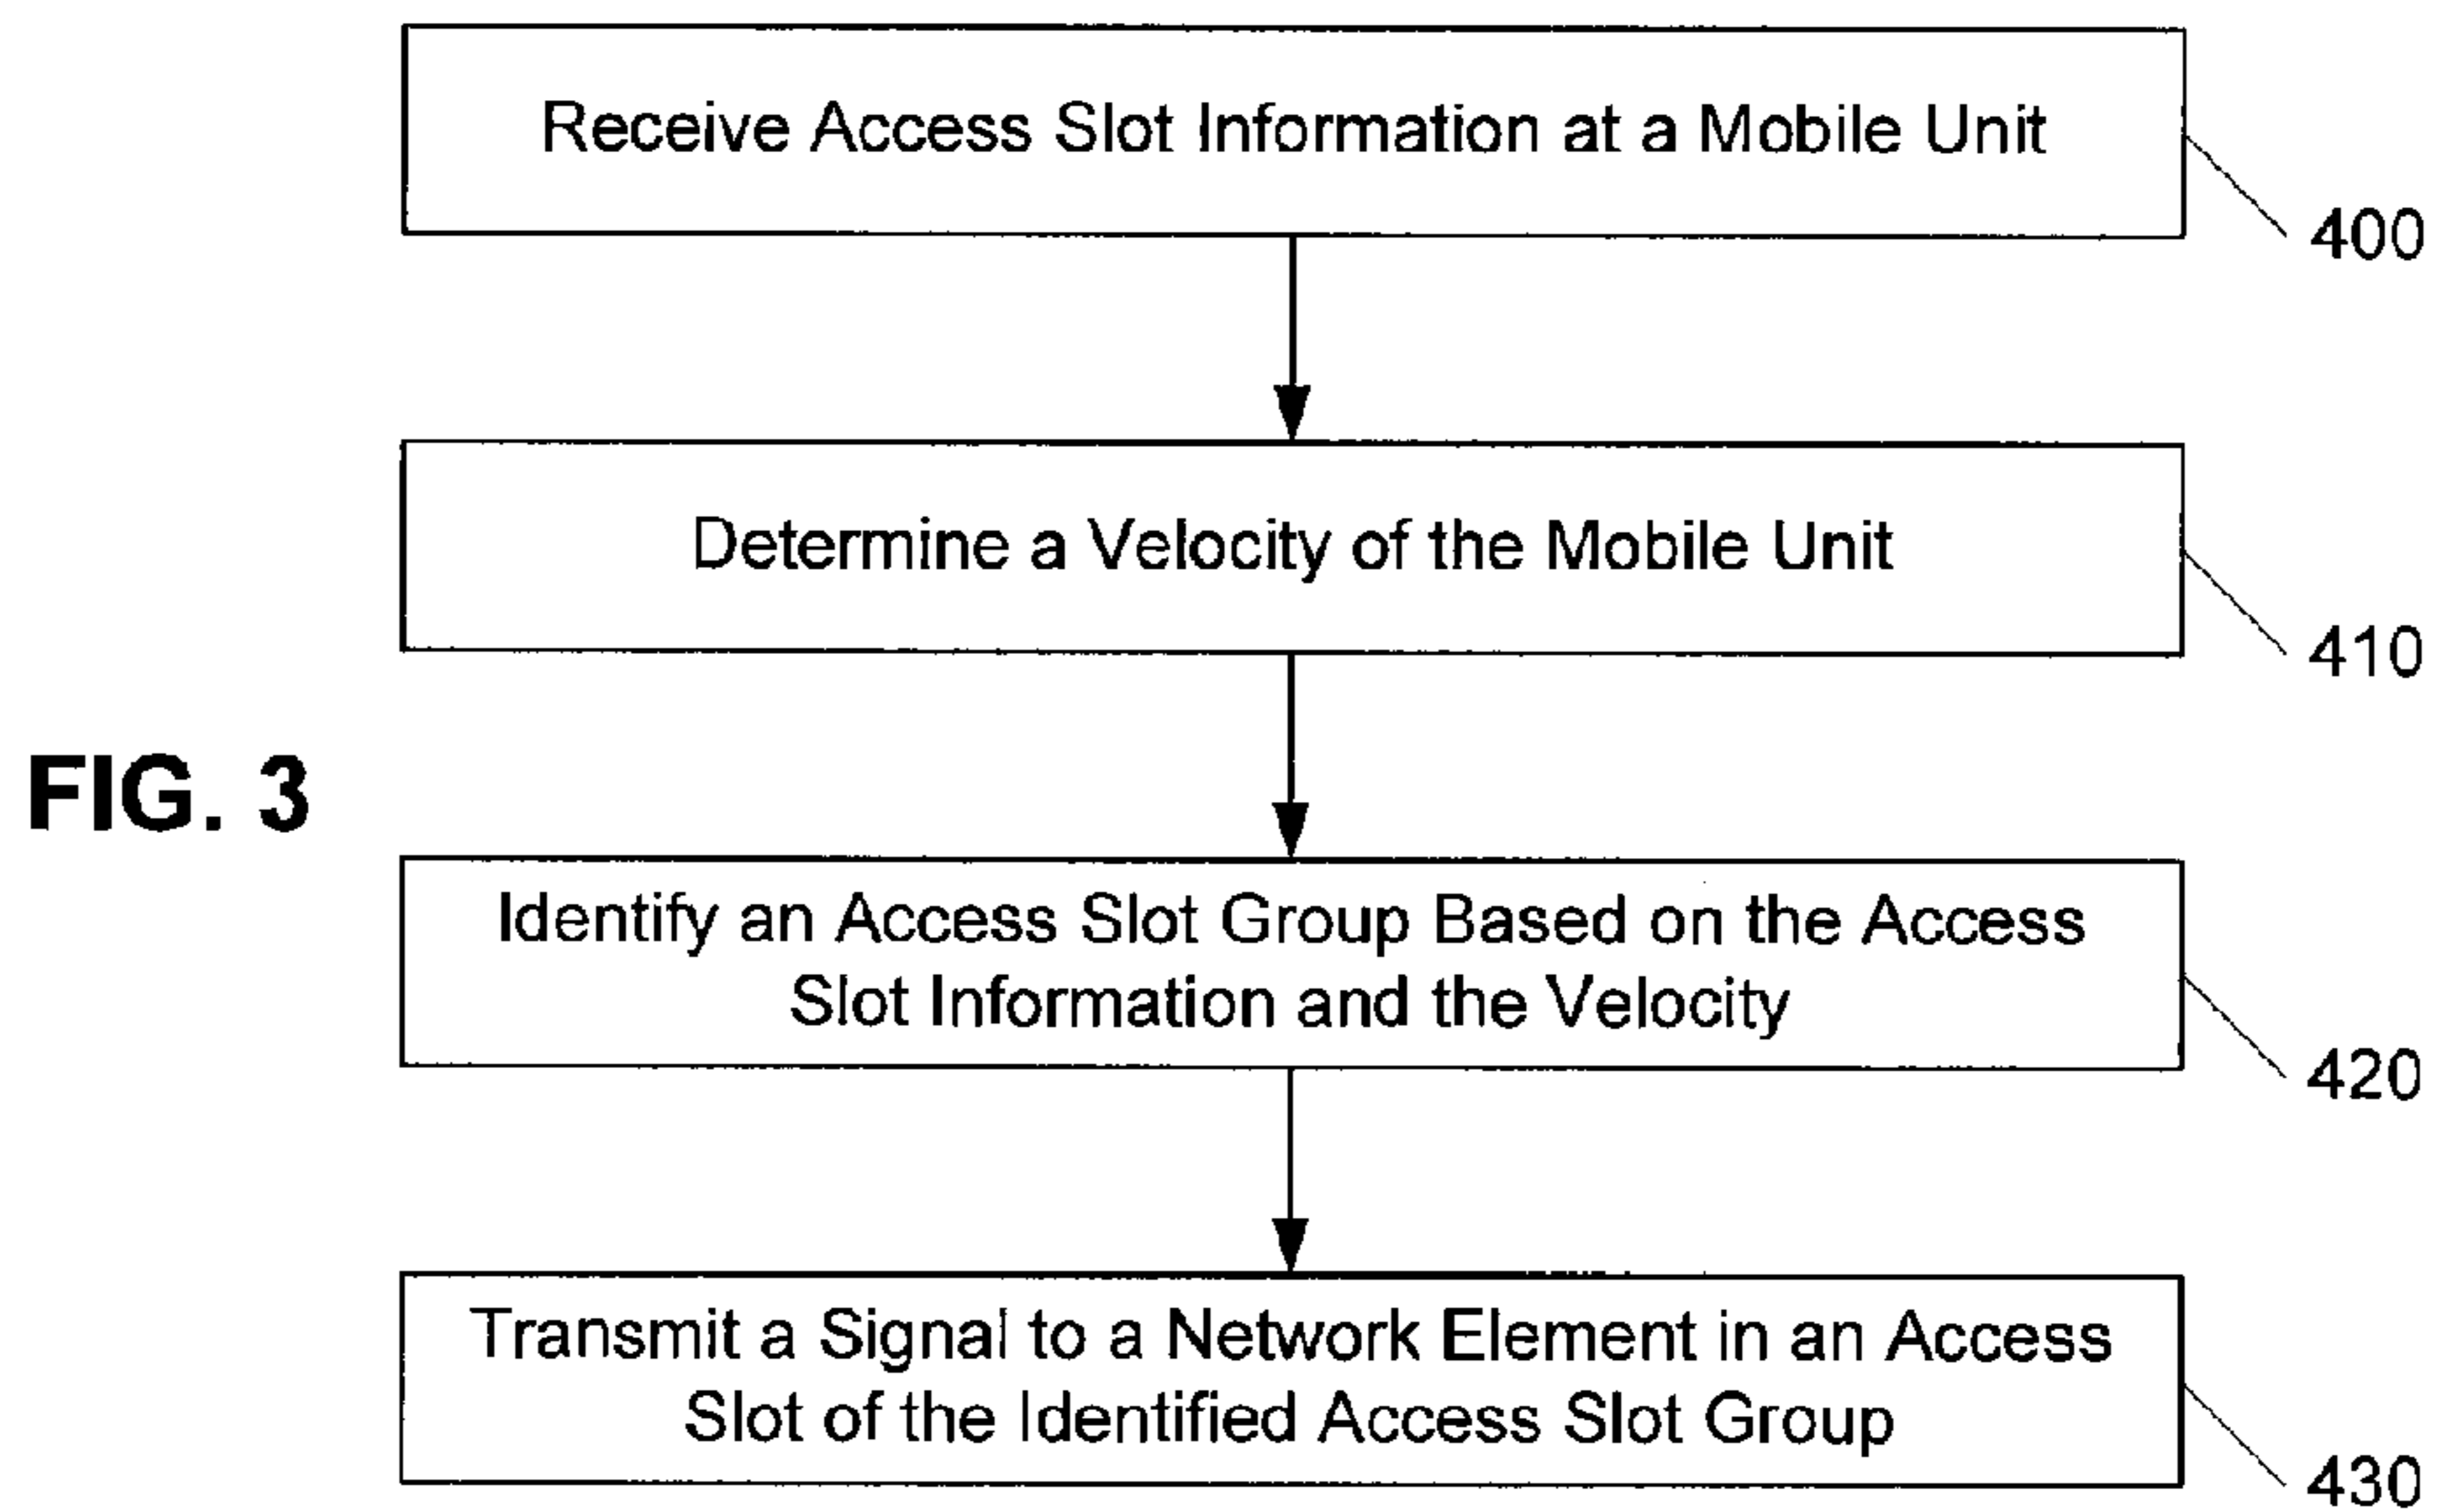 Receive Access Slot Information at a Mobile Unit
400
Determine a Velocity of the Mobile Unit
410
FIG. 3
Identify an Access Slot Group Based on the Access
Slot Information and the Velocity
420
Transmit a Signal to a Network Element in an Access
Slot of the Identified Access Slot Group
430